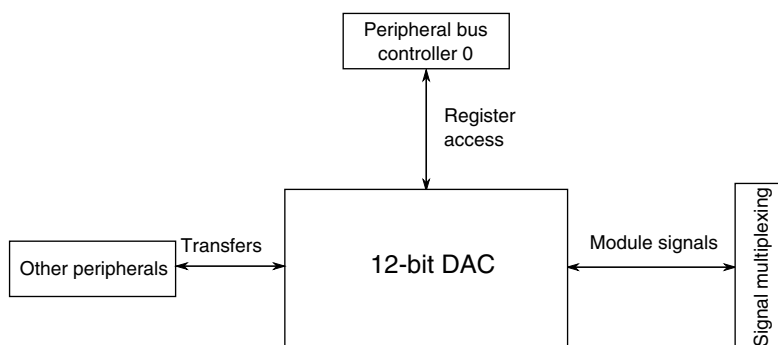 Peripheral bus
controller 0
Register
access
Transfers
Other peripherals
12-bit DAC
Module signals
Signal multiplexing